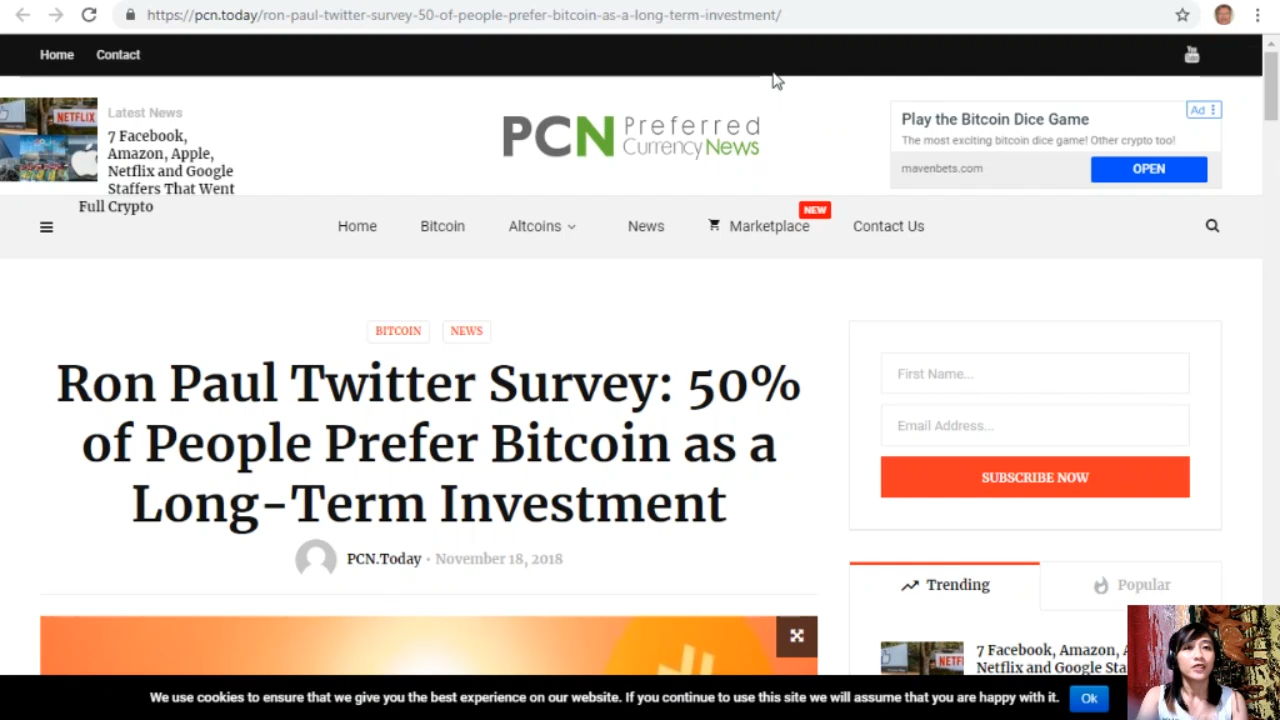 https://pcn.today/ron-paul-twitter-survey-50-of-people-prefer-bitcoin-as-a-long-term-investment/
Home Contact
You Tube
Latest News
7 Facebook,
Amazon, Apple,
Netflix and Google
Staffers That Went
Full Crypto
NETFLIX
PCN Preferred
Currency News
Ad
Play the Bitcoin Dice Game
The most exciting bitcoin dice game! Other crypto too!
mavenbets.com OPEN
NEW
Home Bitcoin Altcoins News Marketplace Contact Us
BITCOIN NEWS
Ron Paul Twitter Survey: 50%
of People Prefer Bitcoin as a
Long-Term Investment
PCN.Today · November 18, 2018
First Name...
Email Address...
SUBSCRIBE NOW
Trending Popular
7 Facebook, Amazon,
Netflix and Google Sta
NETF
We use cookies to ensure that we give you the best experience on our website. If you continue to use this site we will assume that you are happy with it. Ok